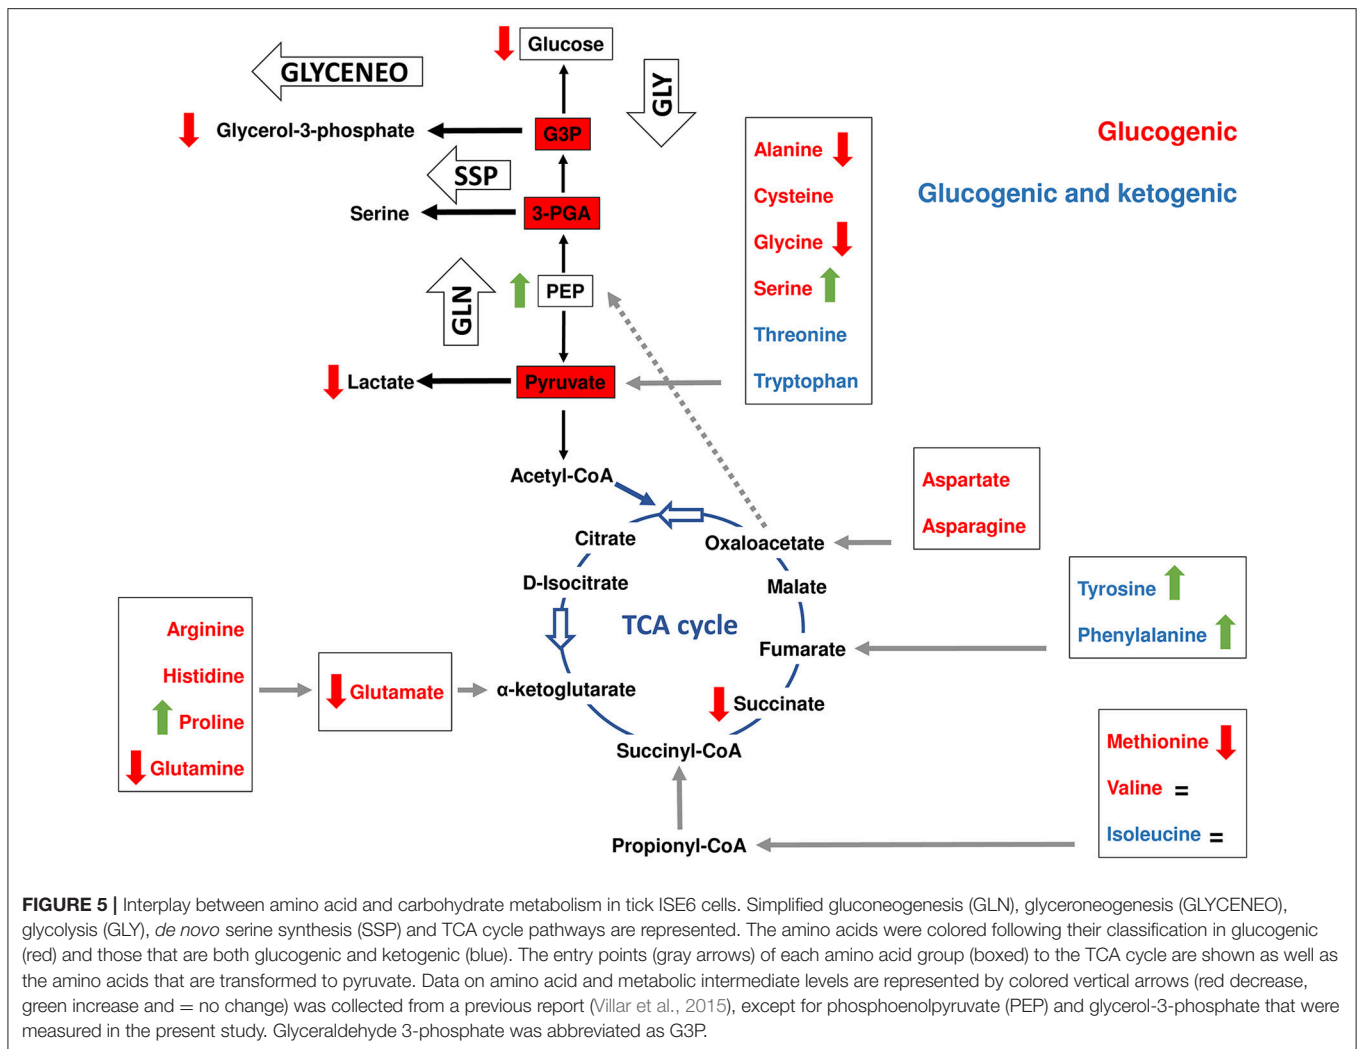 Glucose
GLYCENEO
GLY
Glycerol-3-phosphate
G3P
SSP
Serine
3-PGA
GLN
PEP
Lactate
Pyruvate
Alanine
Cysteine
Glycine
Serine
Threonine
Tryptophan
Glucogenic
Glucogenic and ketogenic
Acetyl-CoA
Citrate
Oxaloacetate
D-Isocitrate
Malate
TCA cycle
Fumarate
α-ketoglutarate
Succinate
Succinyl-CoA
Propionyl-CoA
Aspartate
Asparagine
Tyrosine
Phenylalanine
Arginine
Histidine
Proline
Glutamine
Glutamate
Methionine
Valine =
Isoleucine =
FIGURE 5 | Interplay between amino acid and carbohydrate metabolism in tick ISE6 cells. Simplified gluconeogenesis (GLN), glyceroneogenesis (GLYCENEO),
glycolysis (GLY), de novo serine synthesis (SSP) and TCA cycle pathways are represented. The amino acids were colored following their classification in glucogenic
(red) and those that are both glucogenic and ketogenic (blue). The entry points (gray arrows) of each amino acid group (boxed) to the TCA cycle are shown as well as
the amino acids that are transformed to pyruvate. Data on amino acid and metabolic intermediate levels are represented by colored vertical arrows (red decrease,
green increase and = no change) was collected from a previous report (Villar et al., 2015), except for phosphoenolpyruvate (PEP) and glycerol-3-phosphate that were
measured in the present study. Glyceraldehyde 3-phosphate was abbreviated as G3P.